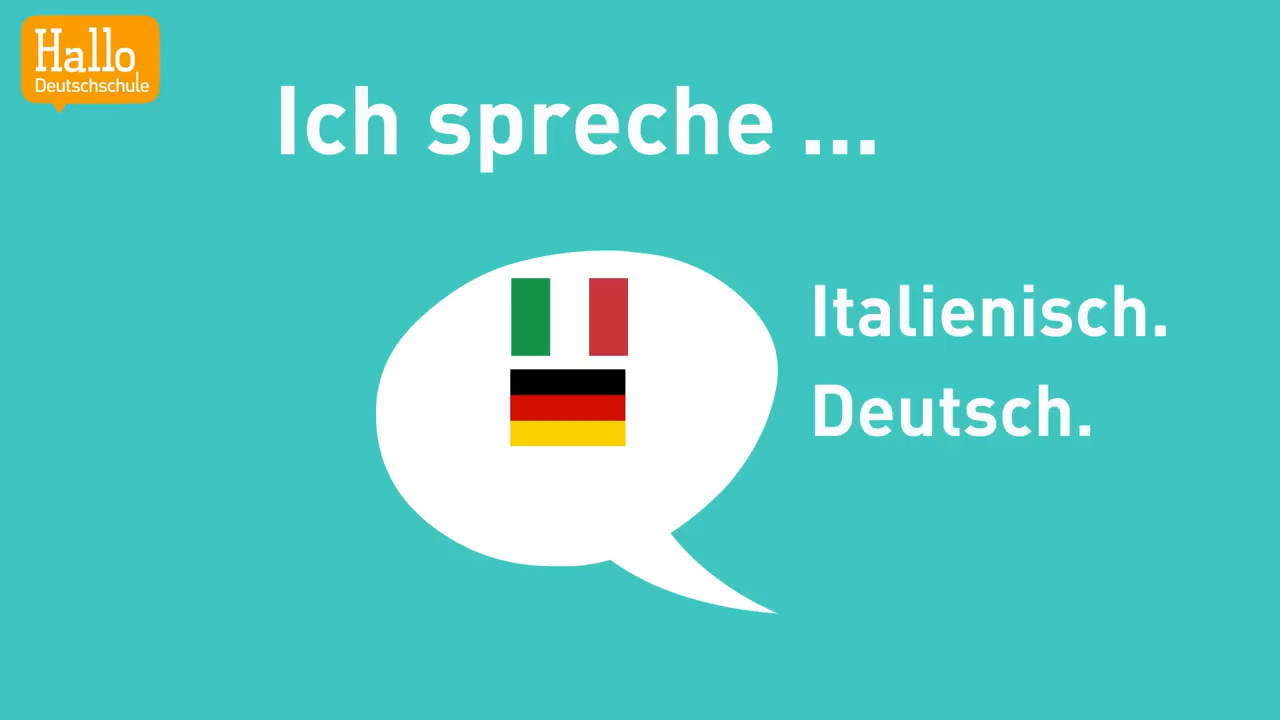 Hallo
Deutschschule
Ich spreche ...
Italienisch.
Deutsch.